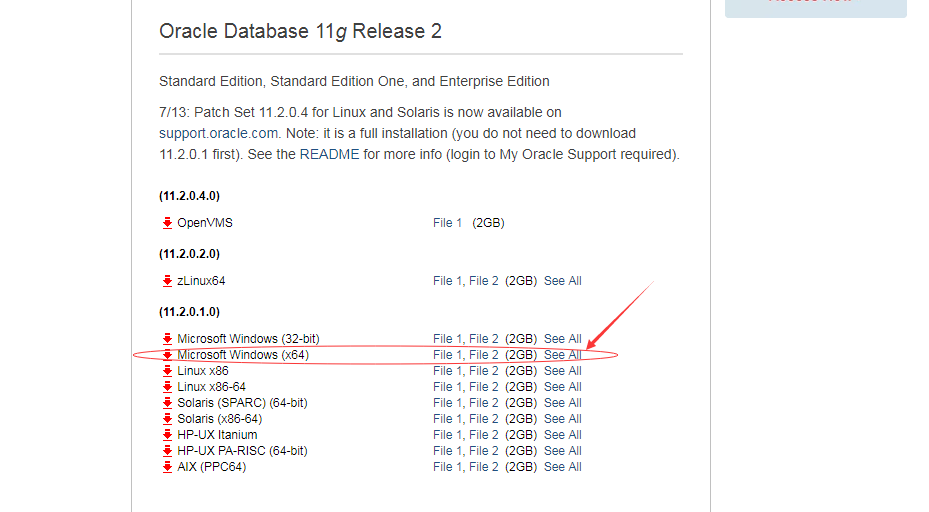 Oracle Database 11g Release 2
Standard Edition, Standard Edition One, and Enterprise Edition
7/13: Patch Set 11.2.0.4 for Linux and Solaris is now available on
support.oracle.com. Note: it is a full installation (you do not need to download
11.2.0.1 first). See the README for more info (login to My Oracle Support required).
(11.2.0.4.0)
OpenVMS File 1 (2GB)
(11.2.0.2.0)
zLinux64 File 1, File 2 (2GB) See All
(11.2.0.1.0)
Microsoft Windows (32-bit) File 1, File 2 (2GB) See All
Microsoft Windows (x64) File 1, File 2 (2GB) See All
Linux x86 File 1, File 2 (2GB) See All
Linux x86-64 File 1, File 2 (2GB) See All
Solaris (SPARC) (64-bit) File 1, File 2 (2GB) See All
Solaris (x86-64) File 1, File 2 (2GB) See All
HP-UX Itanium File 1, File 2 (2GB) See All
HP-UX PA-RISC (64-bit) File 1, File 2 (2GB) See All
AIX (PPC64) File 1, File 2 (2GB) See All